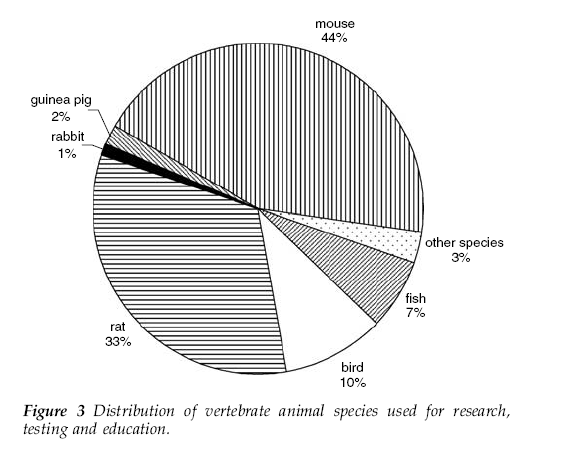 mouse
44%
guinea pig
2%
rabbit
1%
other species
3%
fish
7%
rat
33%
bird
10%
Figure 3 Distribution of vertebrate animal species used for research,
testing and education.